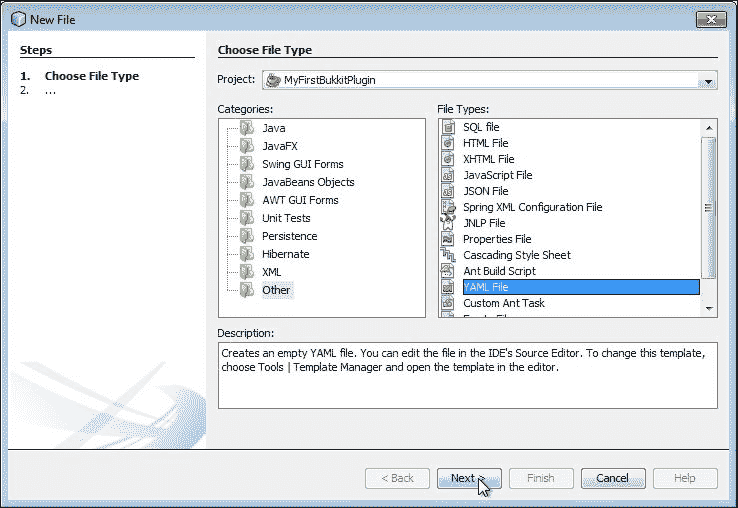 New File
Steps
1. Choose File Type
2. ...
Choose File Type
Project: MyFirstBukkitPlugin
Categories:
Java
JavaFX
Swing GUI Forms
JavaBeans Objects
AWT GUI Forms
Unit Tests
Persistence
Hibernate
XML
Other
File Types:
SQL file
HTML File
XHTML File
JavaScript File
JSON File
Spring XML Configuration File
JNLP File
Properties File
Cascading Style Sheet
Ant Build Script
YAML File
Custom Ant Task
Description:
Creates an empty YAML file. You can edit the file in the IDE's Source Editor. To change this template,
choose Tools | Template Manager and open the template in the editor.
< Back Next > Finish Cancel Help